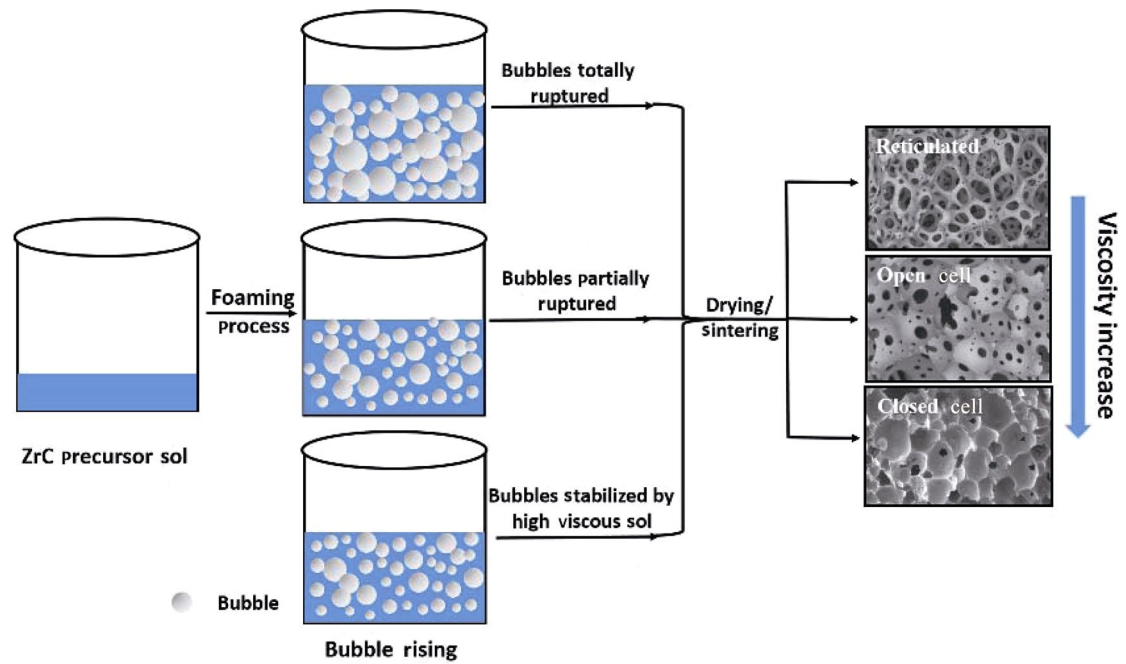 Bubbles totally
ruptured
Reticulated
Viscosity increase
Foaming
Process
Bubbles partially
ruptured
Drying/
sintering
Open cell
Closed cell
ZrC Precursor sol
Bubbles stabilized by
high viscous sol
Bubble
Bubble rising